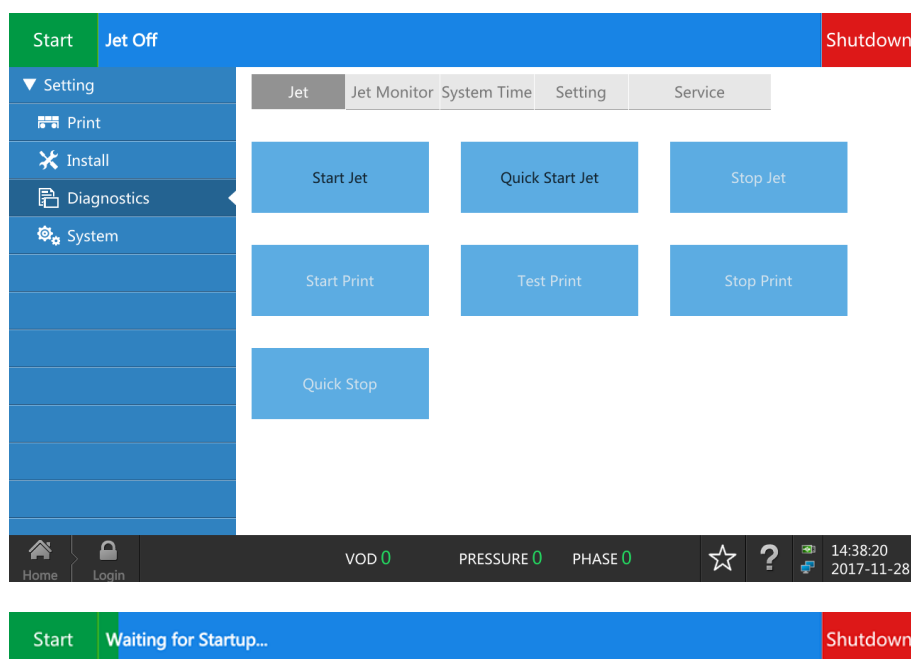 Start Jet Off Shutdown
Setting
Jet Jet Monitor System Time Setting Service
Print
Install
Start Jet Quick Start Jet Stop Jet
Diagnostics
System
Start Print Test Print Stop Print
Quick Stop
Home Login VOD 0 PRESSURE 0 PHASE 0 ? 14:38:20
2017-11-28
Start Waiting for Startup... Shutdown